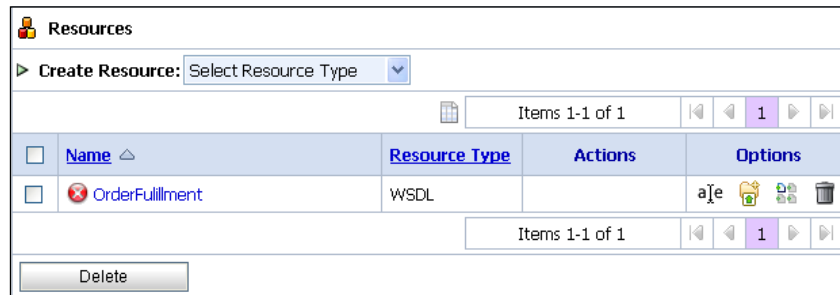 Resources
Create Resource: Select Resource Type
Items 1-1 of 1 1
Name Resource Type Actions Options
OrderFulillment WSDL a e
Items 1-1 of 1 1
Delete